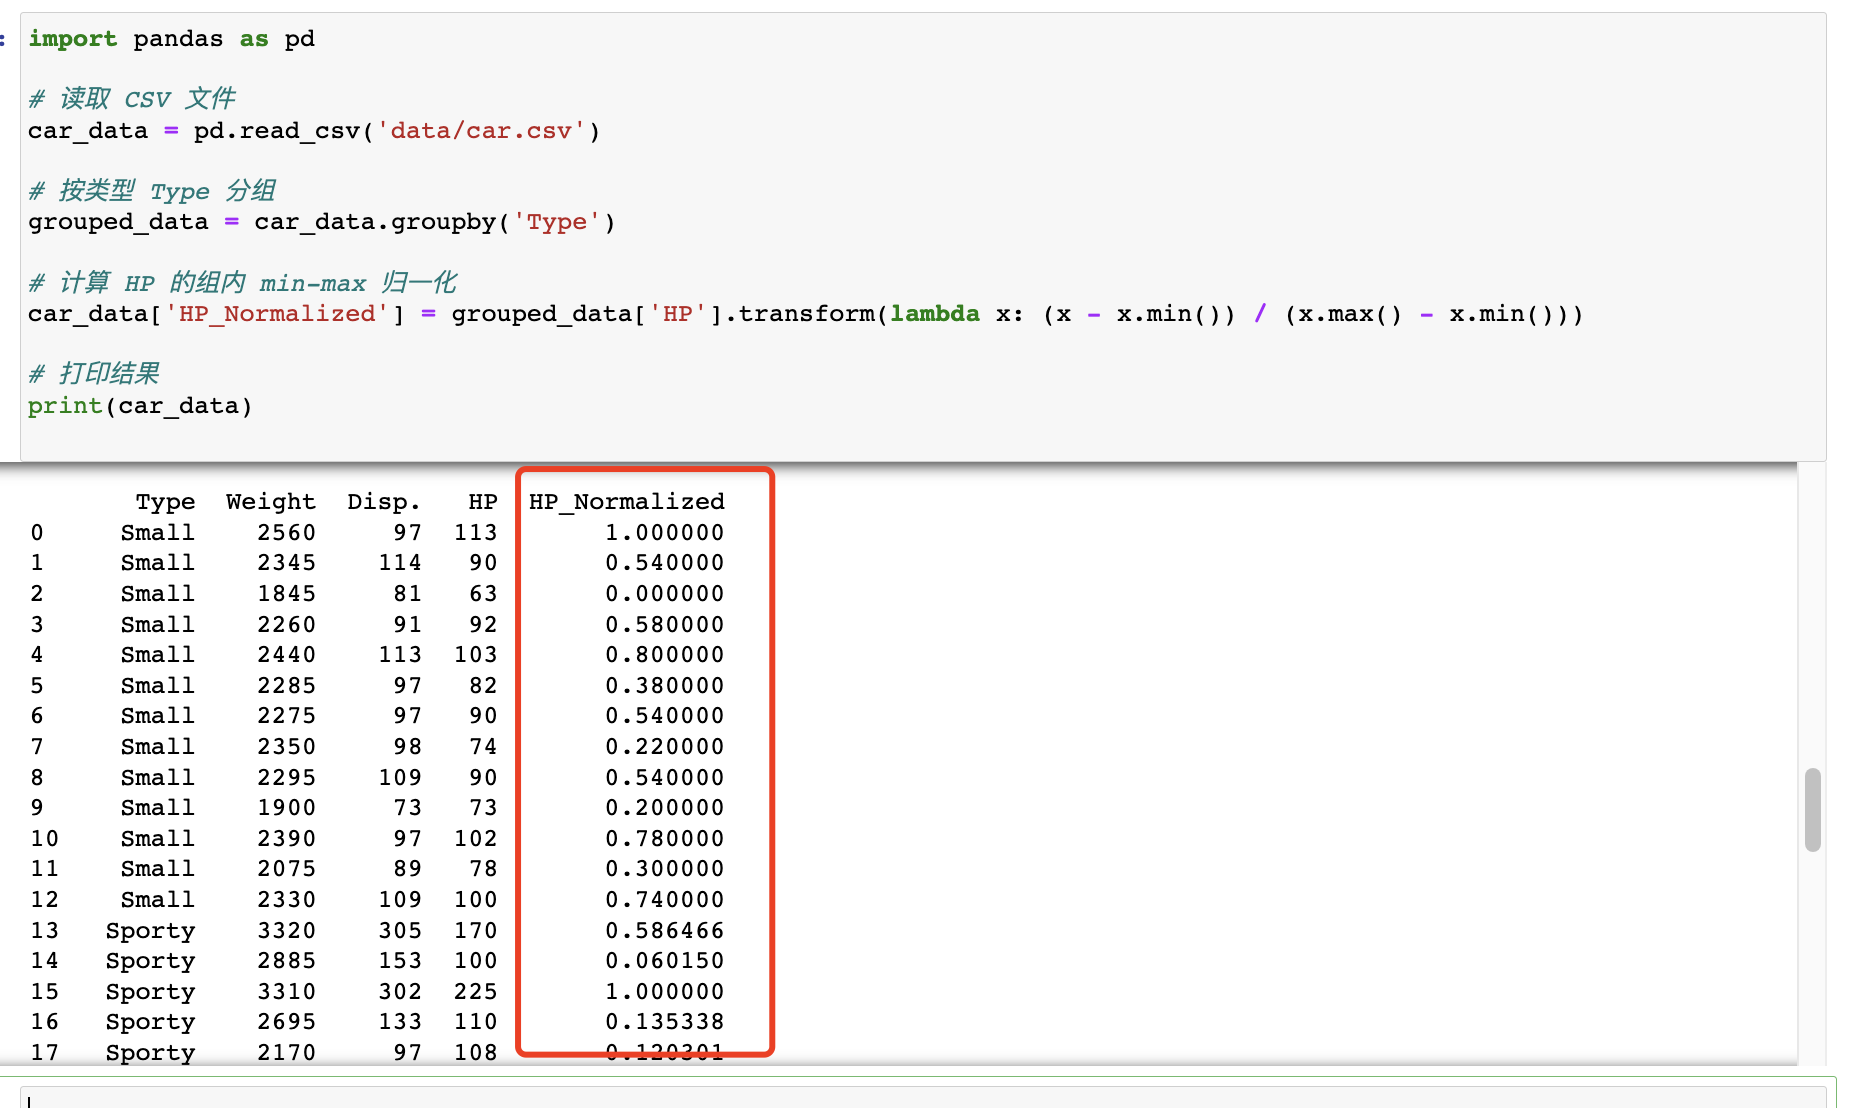 : import pandas as pd
# 读取 CSV 文件
car_data = pd.read_csv('data/car.csv')
# 按类型 Type 分组
grouped_data = car_data.groupby('Type')
# 计算 HP 的组内 min-max 归一化
car_data['HP_Normalized'] = grouped_data['HP'].transform(lambda x: (x - x.min()) / (x.max() - x.min()))
# 打印结果
print(car_data)
Type Weight Disp. HP HP_Normalized
0 Small 2560 97 113 1.000000
1 Small 2345 114 90 0.540000
2 Small 1845 81 63 0.000000
3 Small 2260 91 92 0.580000
4 Small 2440 113 103 0.800000
5 Small 2285 97 82 0.380000
6 Small 2275 97 90 0.540000
7 Small 2350 98 74 0.220000
8 Small 2295 109 90 0.540000
9 Small 1900 73 73 0.200000
10 Small 2390 97 102 0.780000
11 Small 2075 89 78 0.300000
12 Small 2330 109 100 0.740000
13 Sporty 3320 305 170 0.586466
14 Sporty 2885 153 100 0.060150
15 Sporty 3310 302 225 1.000000
16 Sporty 2695 133 110 0.135338
17 Sporty 2170 97 108 0.120301